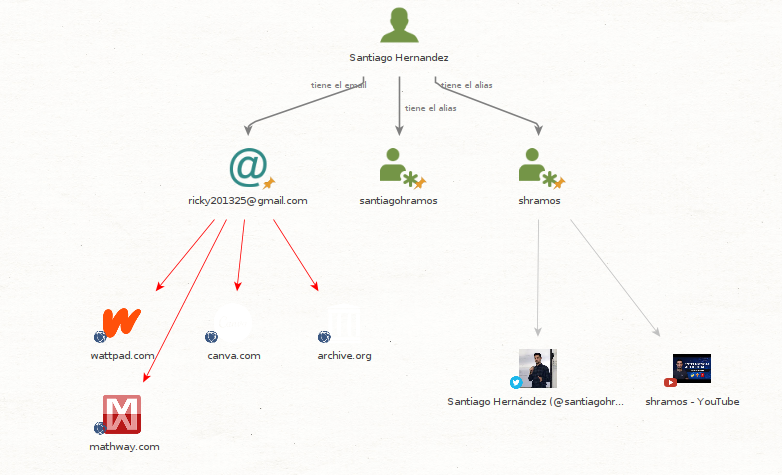 Santiago Hernandez
tiene el email
tiene el alias
tiene el alias
@
ricky201325@gmail.com
santiagohramos
shramos
wattpad.com
canva.com
archive.org
Santiago Hernández (@santiagohr...
shramos - YouTube
mathway.com